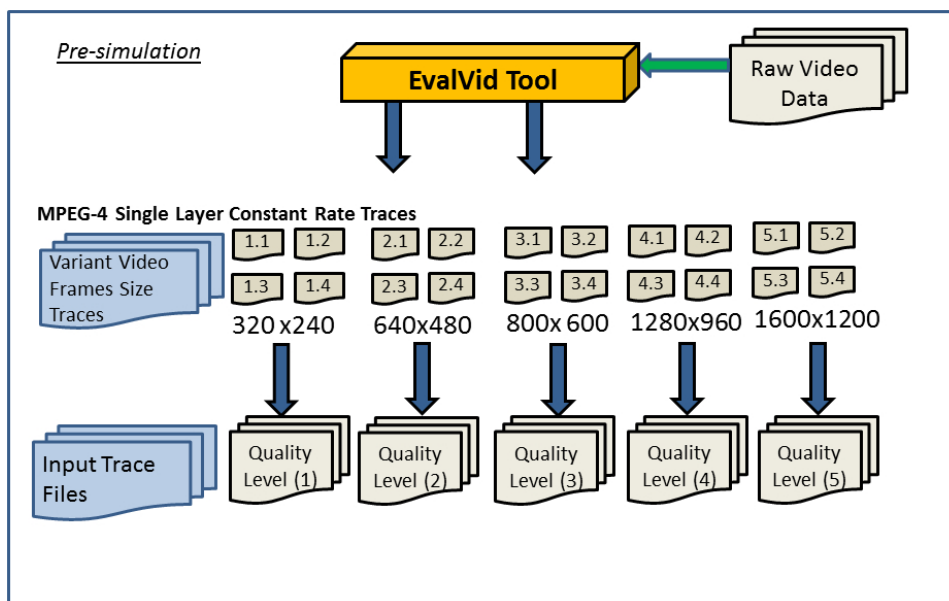 Pre-simulation
EvalVid Tool
Raw Video
Data
MPEG-4 Single Layer Constant Rate Traces
Variant Video
Frames Size
Traces
1.1 1.2 2.1 2.2 3.1 3.2 4.1 4.2 5.1 5.2
1.3 1.4 2.3 2.4 3.3 3.4 4.3 4.4 5.3 5.4
320 x240 640x480 800x 600 1280x960 1600x1200
Input Trace
Files
Quality
Level (1)
Quality
Level (2)
Quality
Level (3)
Quality
Level (4)
Quality
Level (5)